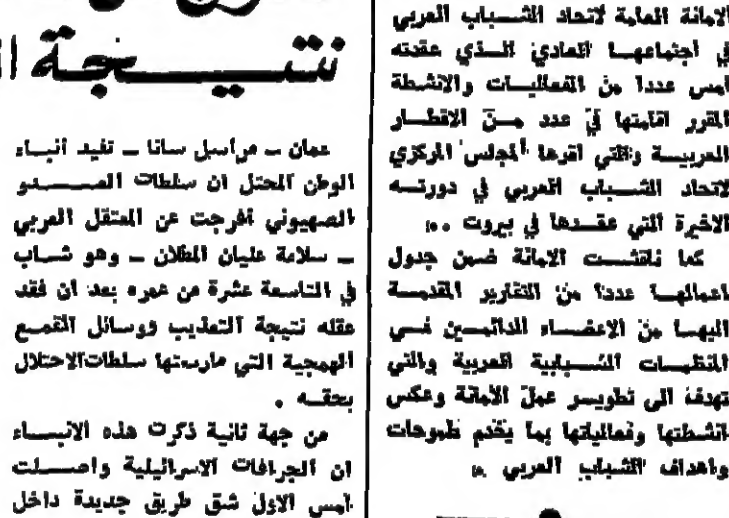 الامانة العامة لاتحاد الشباب العربي
في اجتماعها العادي الذي عقدته
أمس عددا من الفعاليات والانشطة
المقرر اقامتها في عدد من الاقطار
العربية والتي اقرها المجلس المركزي
لاتحاد الشباب العربي في دورته
الاخيرة التي عقدها في بيروت ..
كما ناقشت الامانة ضمن جدول
اعمالها عددا من التقارير المقدمة
اليها من الاعضاء الدائمين في
المنظمات الشبابية العربية والتي
تهدف الى تطوير عمل الأمانة وعكس
انشطتها وفعالياتها بما يخدم طموحات
واهداف الشباب العربي .
نتيجة
عمان – مراسل سانا – تفيد انباء
الوطن المحتل ان سلطات العدو
الصهيوني أفرجت عن المعتقل العربي
– سلامة عليان العطلان – وهو شاب
في التاسعة عشرة من عمره بعد ان فقد
عقله نتيجة التعذيب ووسائل القمع
الهمجية التي مارستها سلطات الاحتلال
بحقه .
من جهة ثانية ذكرت هذه الانباء
ان الجرافات الاسرائيلية واصلت
أمس الاول شق طريق جديدة داخل